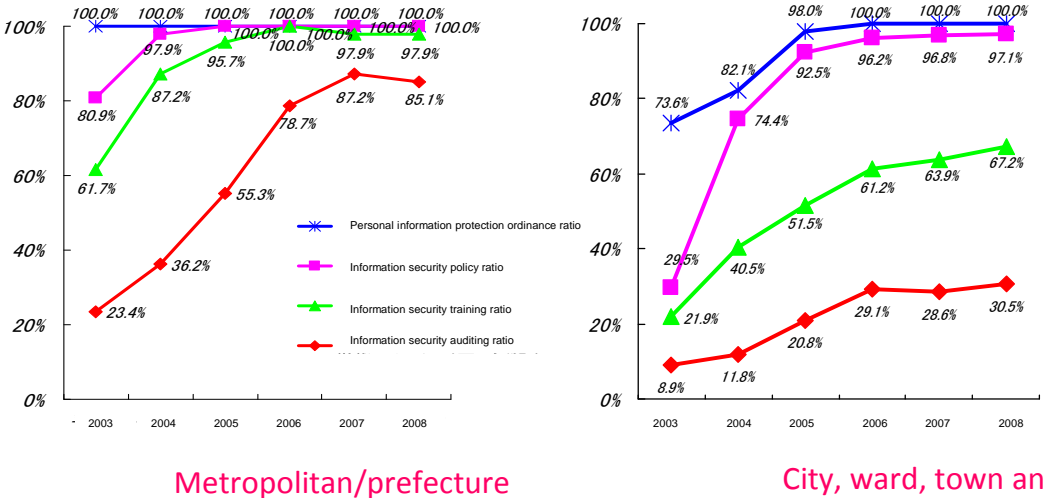 100.0% 100.0% 100.0% 100.0% 100.0% 100.0%
100%
97.9% 100.0% 100.0% 100.0% 100.0% 100.0%
95.7% 97.9% 97.9%
80%
80.9% 87.2% 87.2% 85.1%
78.7%
60%
61.7%
55.3%
Personal information protection ordinance ratio
40%
36.2%
Information security policy ratio
Information security training ratio
20%
23.4%
Information security auditing ratio
0%
2003 2004 2005 2006 2007 2008
Metropolitan/prefecture
98.0% 100.0% 100.0% 100.0%
100%
82.1% 92.5% 96.2% 96.8% 97.1%
80%
73.6% 74.4%
60%
61.2% 63.9% 67.2%
51.5%
40%
29.5% 40.5%
20%
21.9% 20.8% 29.1% 28.6% 30.5%
8.9% 11.8%
0%
2003 2004 2005 2006 2007 2008
City, ward, town an